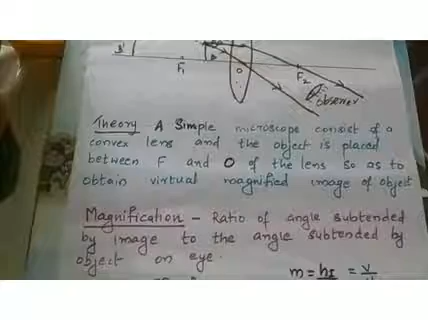 B'
F₁
B
O
F₂
observer
Theory A Simple microscope consist of a
convex lens and the object is placed
between F and O of the lens so as to
obtain virtual magnified image of object
Magnification - Ratio of angle subtended
by image to the angle subtended by
object on eye.
m = hI = v